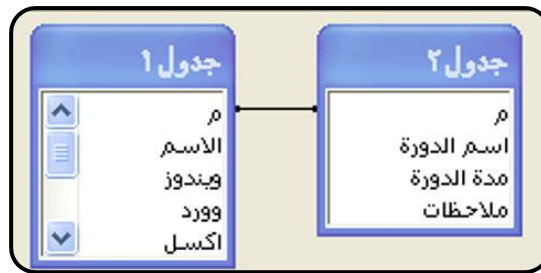 جدول٢
م
اسم الدورة
مدة الدورة
ملاحظات
جدول١
م
الاسم
ويندوز
وورد
اكسل